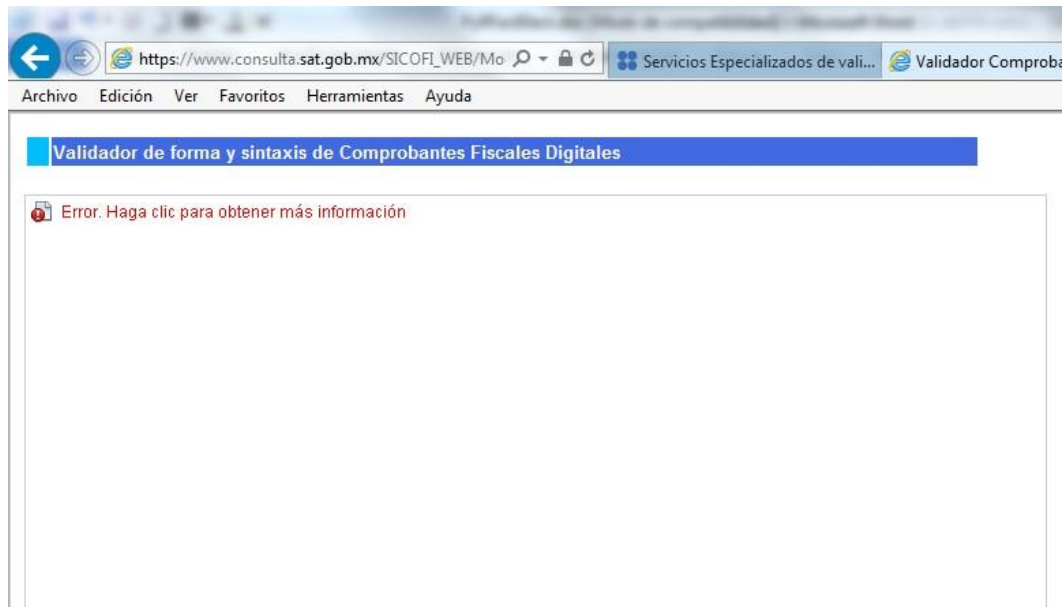 https://www.consulta.sat.gob.mx/SICOFI_WEB/Mo
Servicios Especializados de vali...
Validador Comproba
Archivo Edición Ver Favoritos Herramientas Ayuda
Validador de forma y sintaxis de Comprobantes Fiscales Digitales
Error. Haga clic para obtener más información